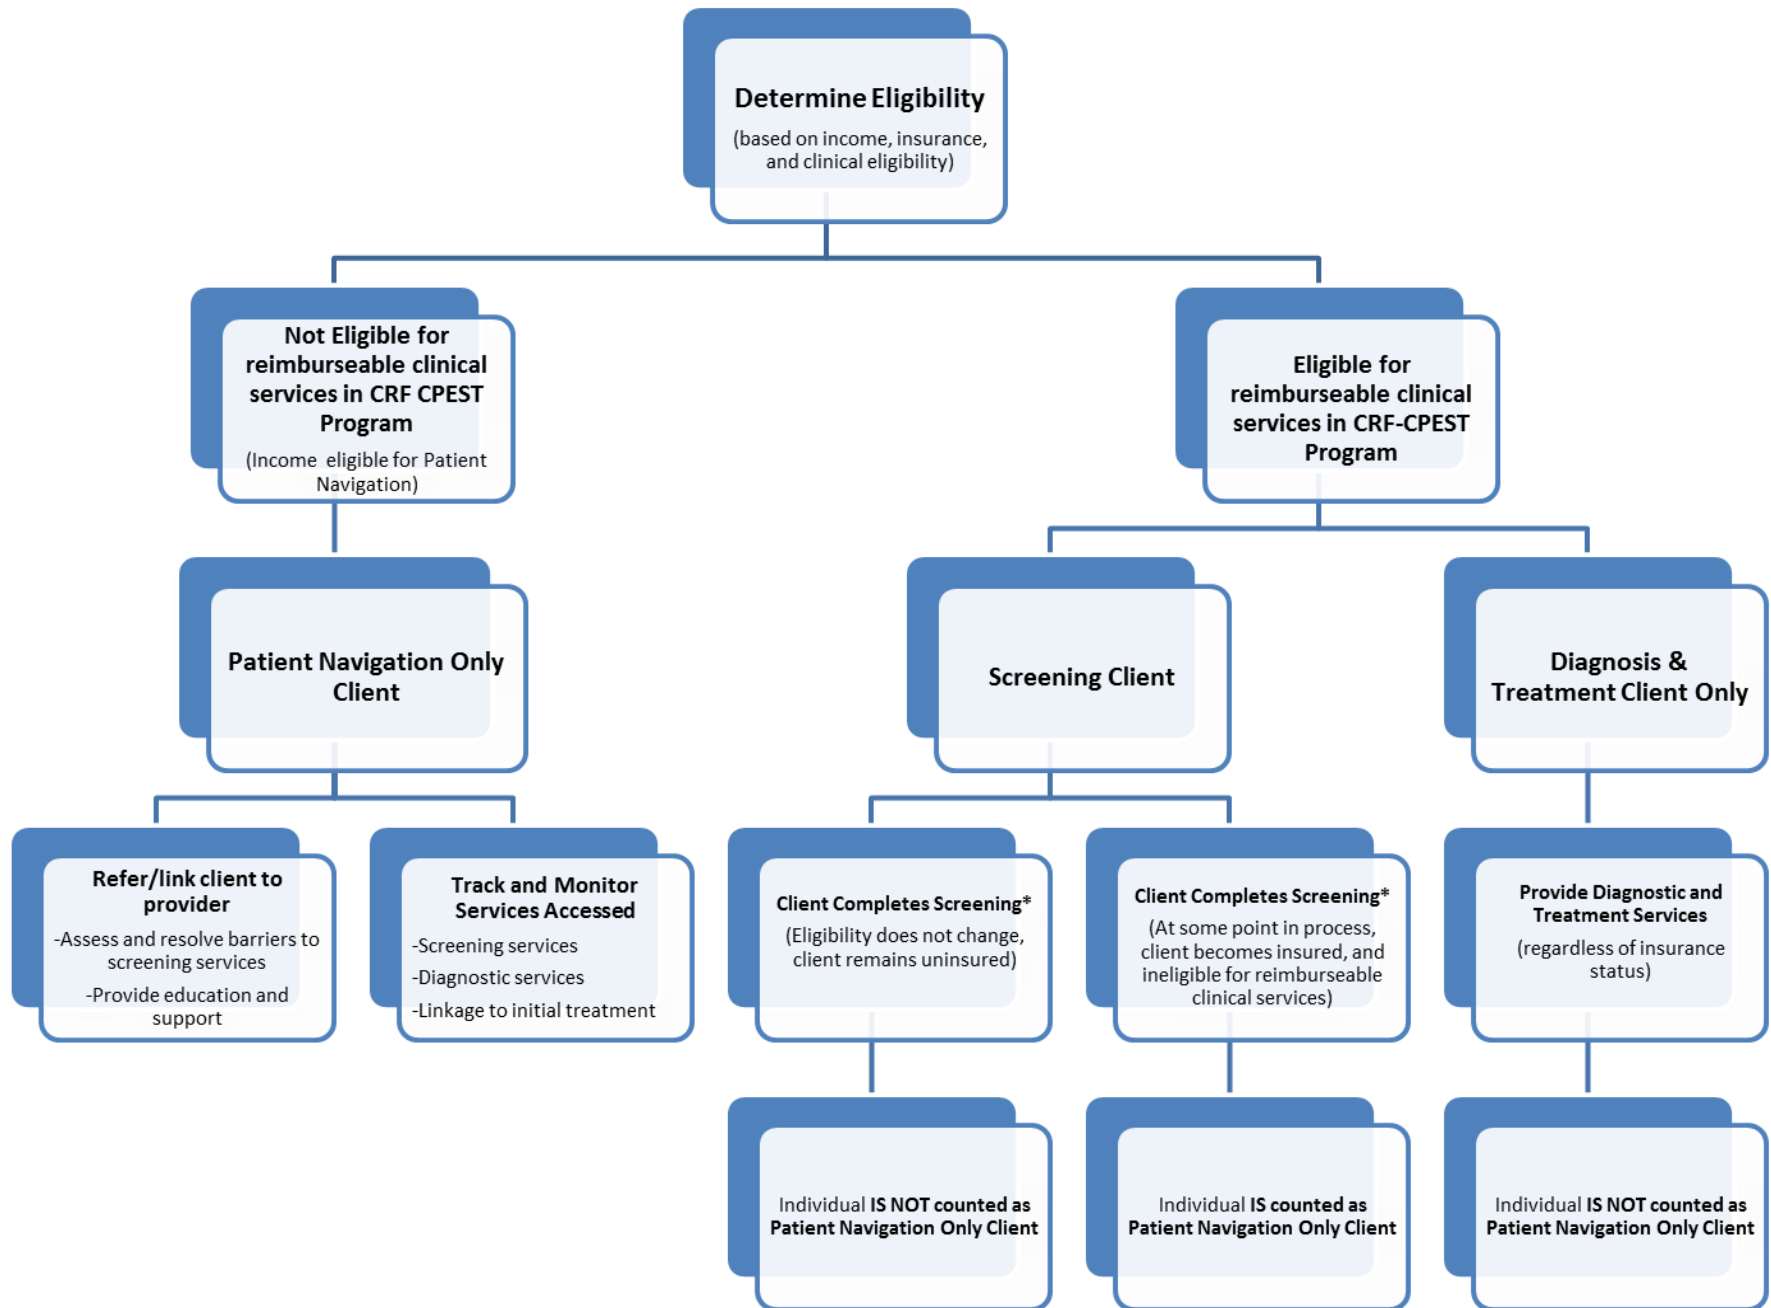 Determine Eligibility
(based on income, insurance,
and clinical eligibility)
Not Eligible for
reimburseable clinical
services in CRF CPEST
Program
(Income eligible for Patient
Navigation)
Eligible for
reimburseable clinical
services in CRF-CPEST
Program
Patient Navigation Only
Client
Screening Client
Diagnosis &
Treatment Client Only
Refer/link client to
provider
-Assess and resolve barriers to
screening services
-Provide education and
support
Track and Monitor
Services Accessed
-Screening services
-Diagnostic services
-Linkage to initial treatment
Client Completes Screening*
(Eligibility does not change,
client remains uninsured)
Client Completes Screening*
(At some point in process,
client becomes insured, and
ineligible for reimburseable
clinical services)
Provide Diagnostic and
Treatment Services
(regardless of insurance
status)
Individual IS NOT counted as
Patient Navigation Only Client
Individual IS counted as
Patient Navigation Only Client
Individual IS NOT counted as
Patient Navigation Only Client